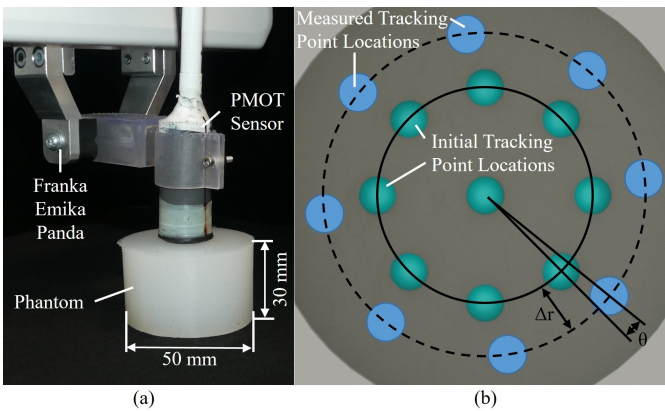 PMOT
Sensor
Franka
Emika
Panda
Phantom
30 mm
50 mm
(a)
Measured Tracking
Point Locations
Initial Tracking
Point Locations
Δr
θ
(b)